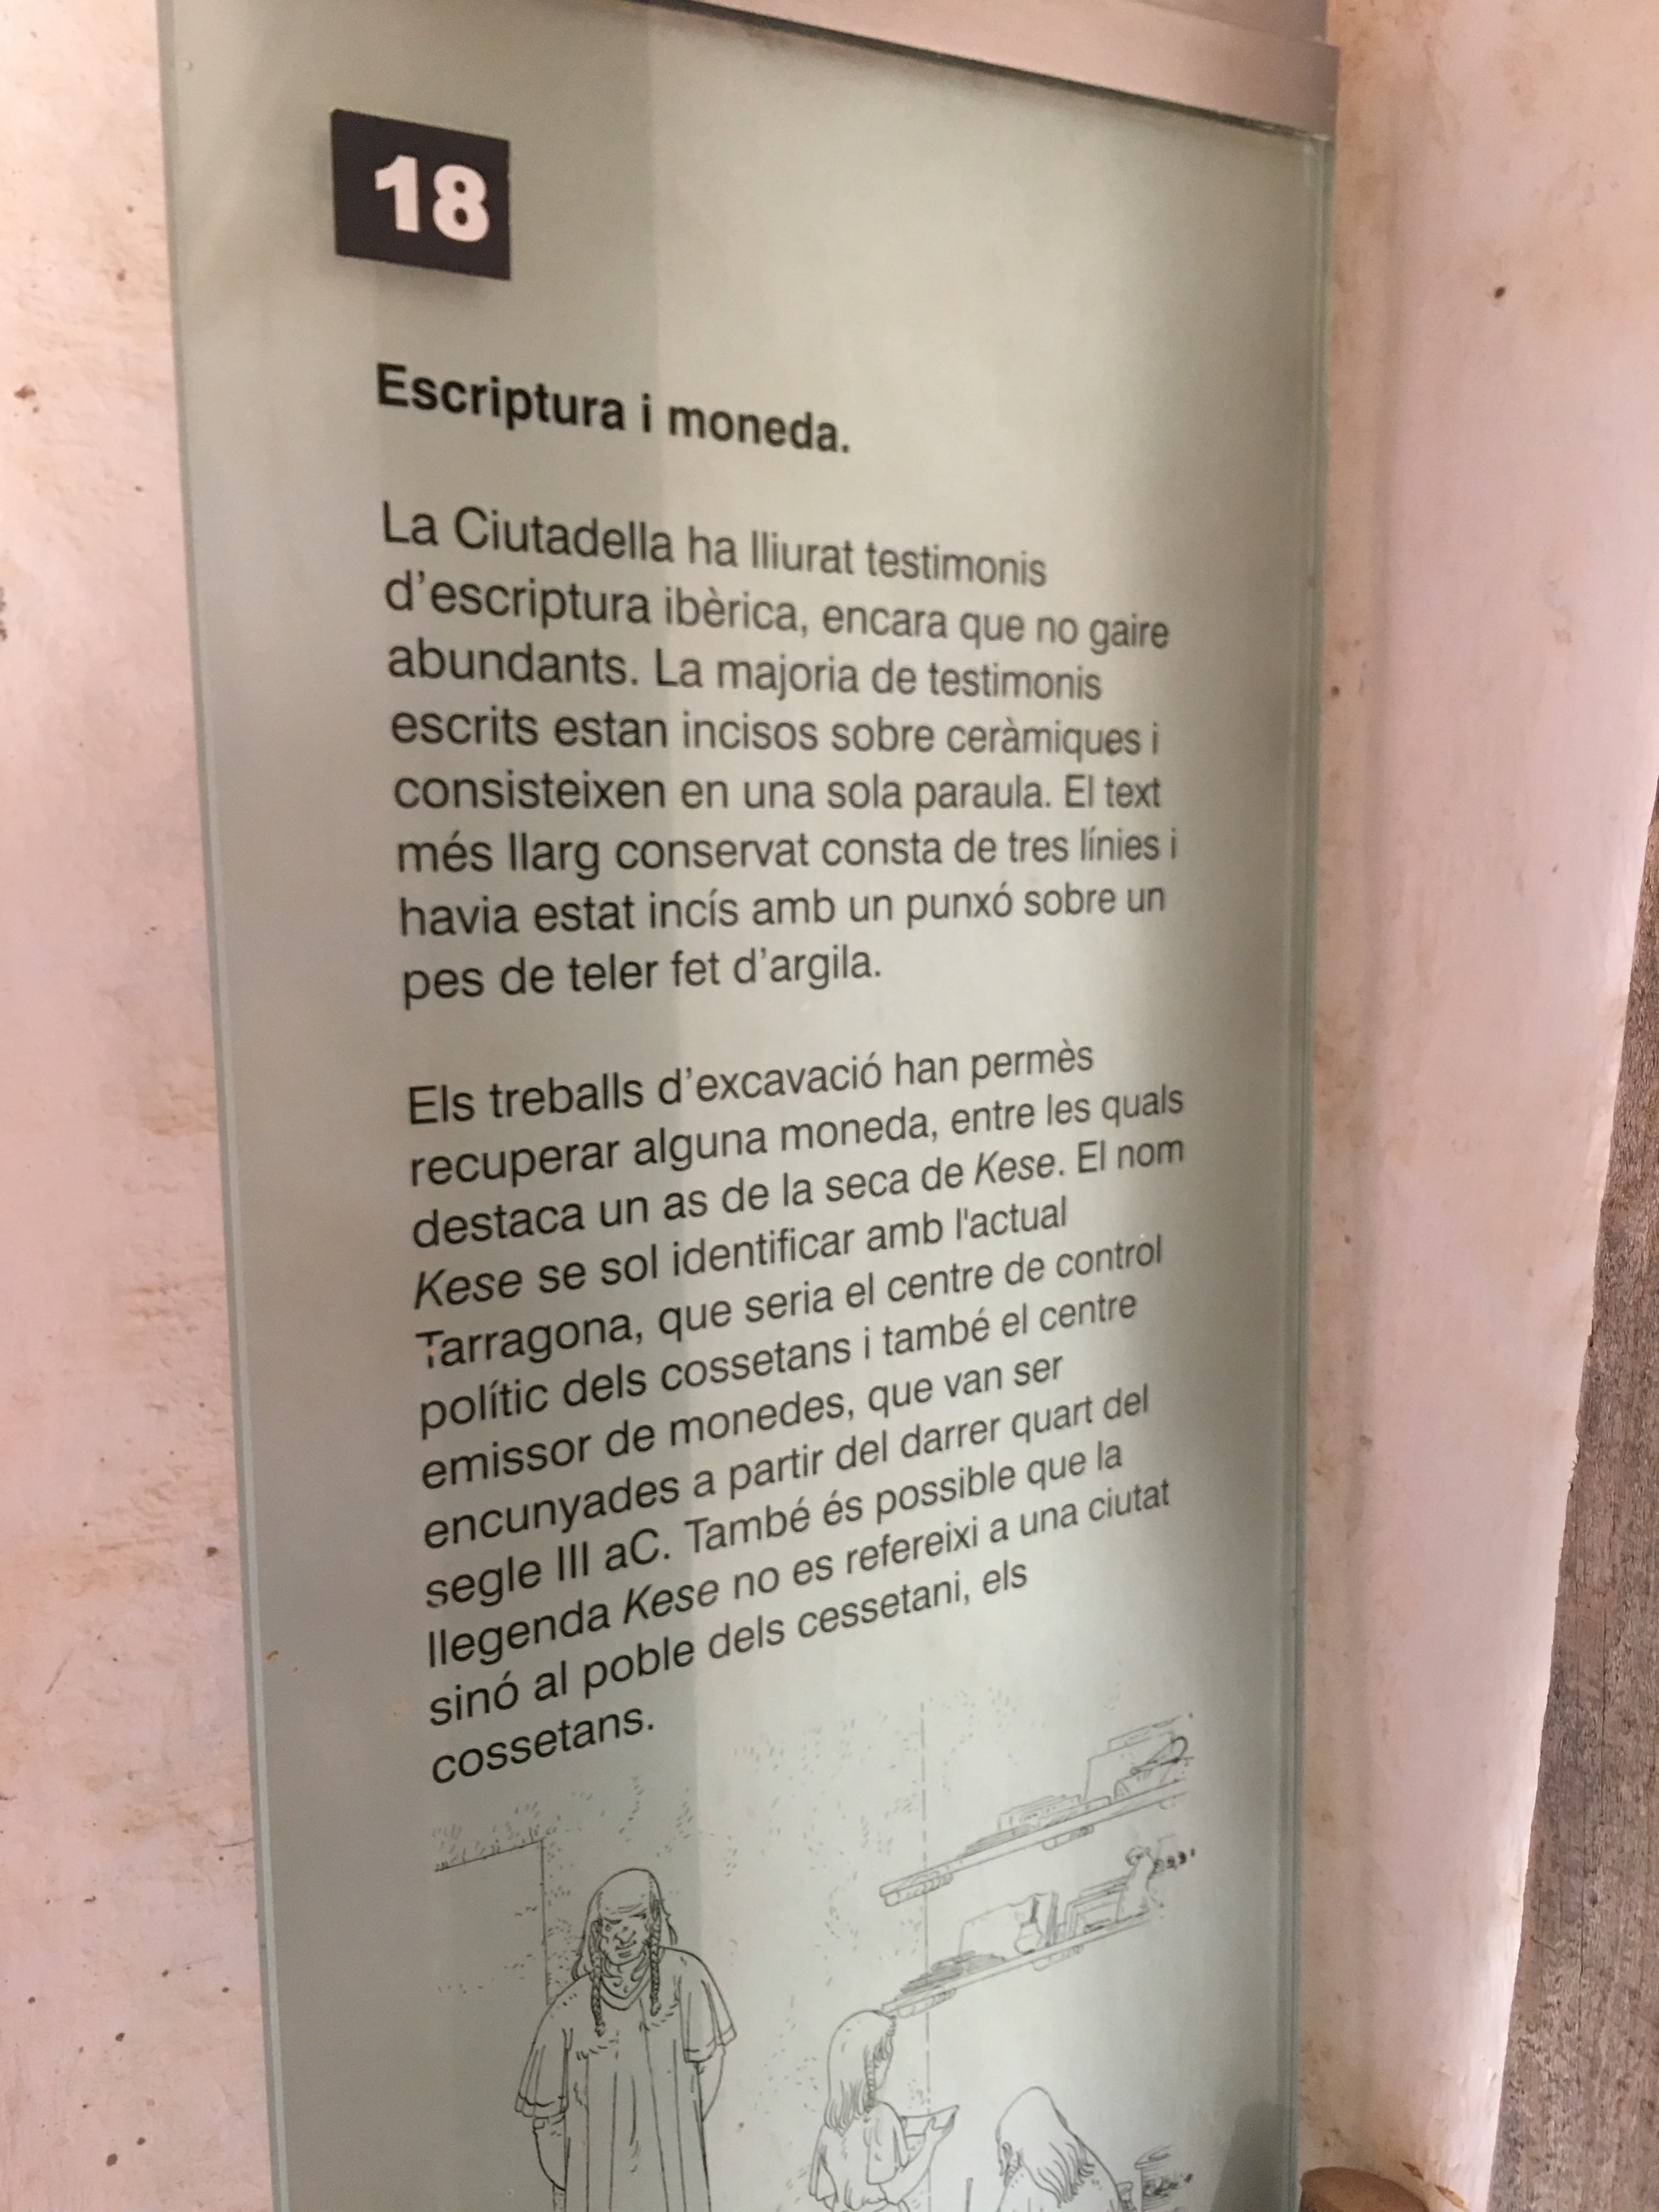 18
Escriptura i moneda.
La Ciutadella ha lliurat testimonis
d'escriptura ibèrica, encara que no gaire
abundants. La majoria de testimonis
escrits estan incisos sobre ceràmiques i
consisteixen en una sola paraula. El text
més llarg conservat consta de tres línies i
havia estat incís amb un punxó sobre un
pes de teler fet d'argila.
Els treballs d'excavació han permès
recuperar alguna moneda, entre les quals
destaca un as de la seca de Kese. El nom
Kese se sol identificar amb l'actual
Tarragona, que seria el centre de control
polític dels cossetans i també el centre
emissor de monedes, que van ser
encunyades a partir del darrer quart del
segle III aC. També és possible que la
llegenda Kese no es refereixi a una ciutat
sinó al poble dels cessetani, els
cossetans.